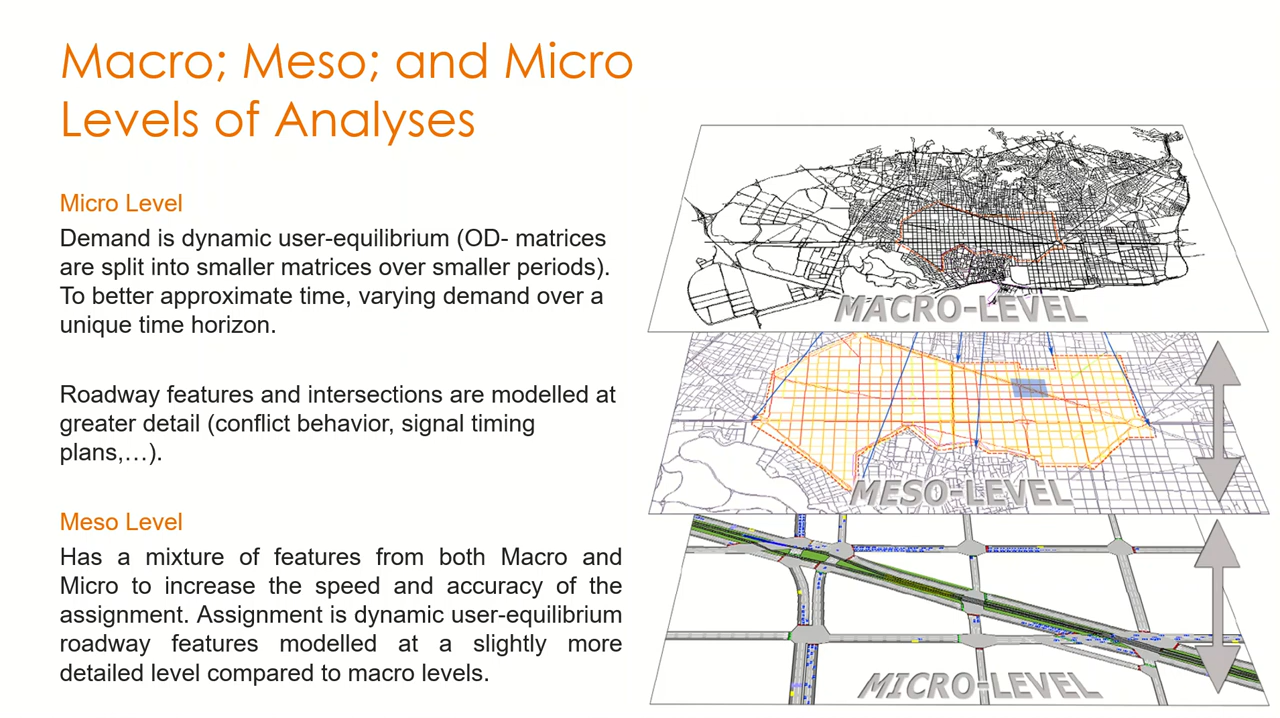 Macro; Meso; and Micro
Levels of Analyses
Micro Level
Demand is dynamic user-equilibrium (OD- matrices
are split into smaller matrices over smaller periods).
To better approximate time, varying demand over a
unique time horizon.
Roadway features and intersections are modelled at
greater detail (conflict behavior, signal timing
plans,…).
Meso Level
Has a mixture of features from both Macro and
Micro to increase the speed and accuracy of the
assignment. Assignment is dynamic user-equilibrium
roadway features modelled at a slightly more
detailed level compared to macro levels.
MACRO-LEVEL
MESO-LEVEL
MICRO-LEVEL